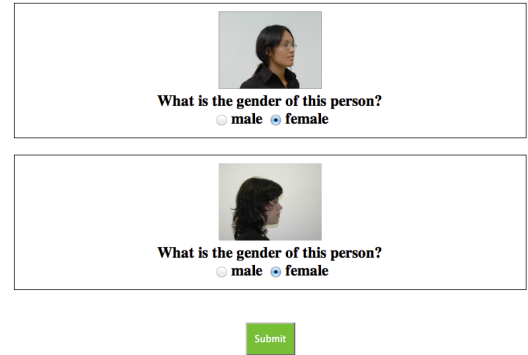 What is the gender of this person?
male female
What is the gender of this person?
male female
Submit